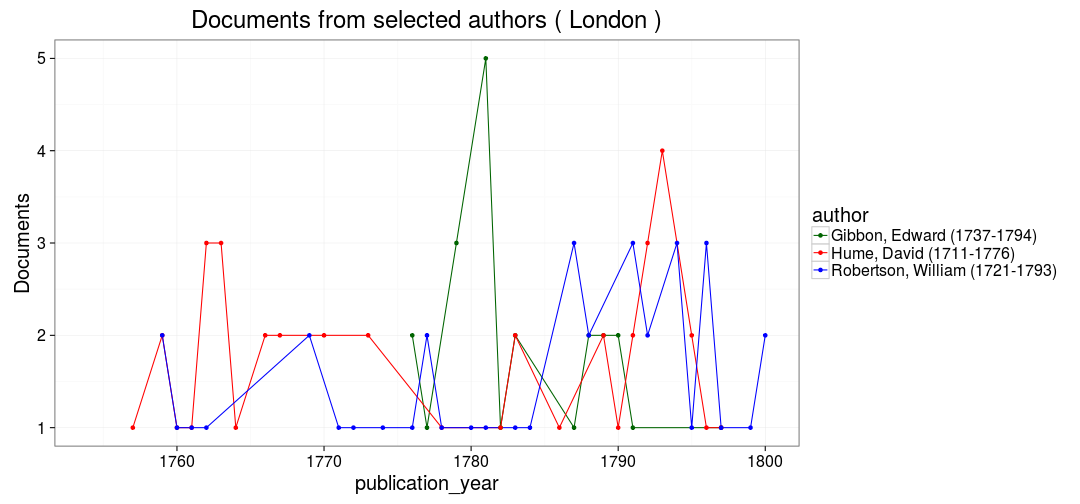 Documents from selected authors ( London )
5
4
3
2
1
Documents
1760 1770 1780 1790 1800
publication_year
author
Gibbon, Edward (1737-1794)
Hume, David (1711-1776)
Robertson, William (1721-1793)